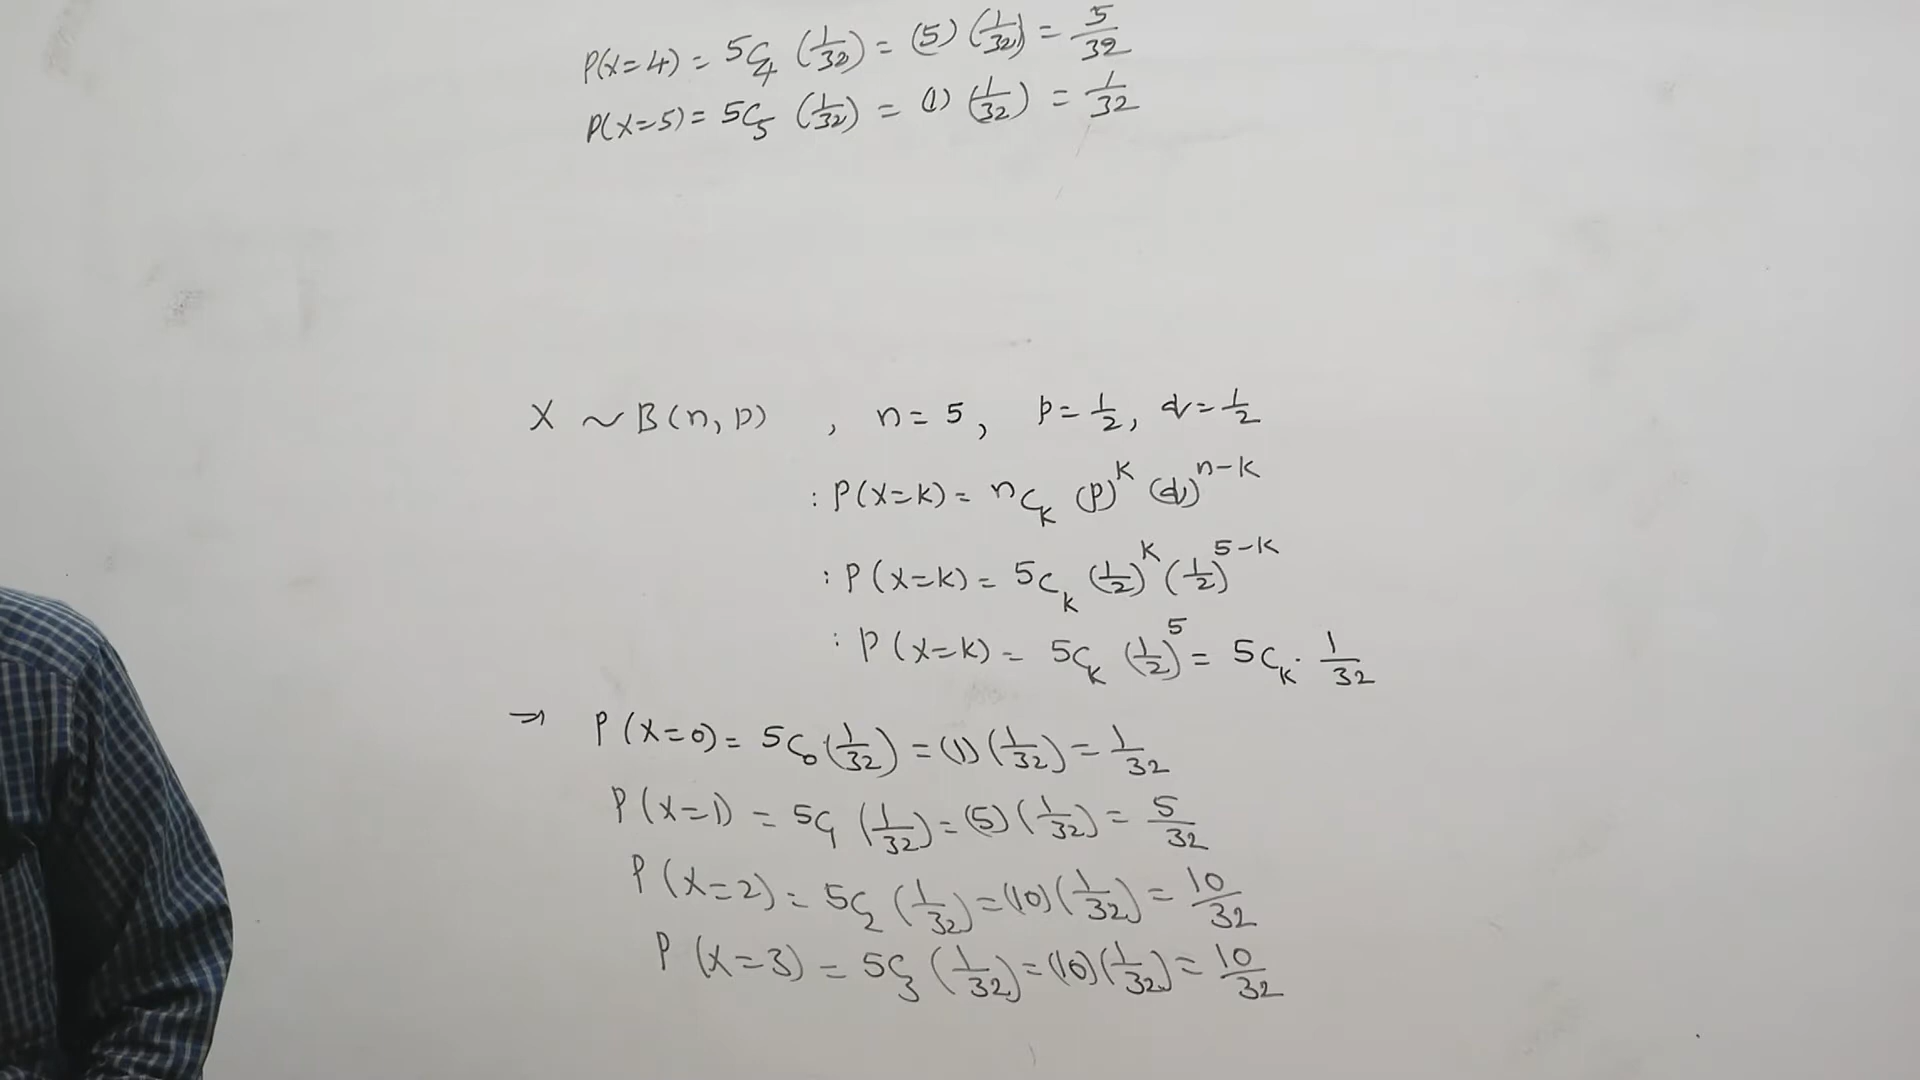 P(X=4) = 5C₄ (1/32) = (5) (1/32) = 5/32
P(X=5) = 5C₅ (1/32) = (1) (1/32) = 1/32
X ~ B(n, p) , n = 5, p = 1/2, q = 1/2
: P(X=k) = nCₖ (p)^k (q)^(n-k)
: P(X=k) = 5Cₖ (1/2)^k (1/2)^(5-k)
: P(X=k) = 5Cₖ (1/2)^5 = 5Cₖ · 1/32
⇒ P(X=0) = 5C₀ (1/32) = (1) (1/32) = 1/32
P(X=1) = 5C₁ (1/32) = (5) (1/32) = 5/32
P(X=2) = 5C₂ (1/32) = (10) (1/32) = 10/32
P(X=3) = 5C₃ (1/32) = (10) (1/32) = 10/32